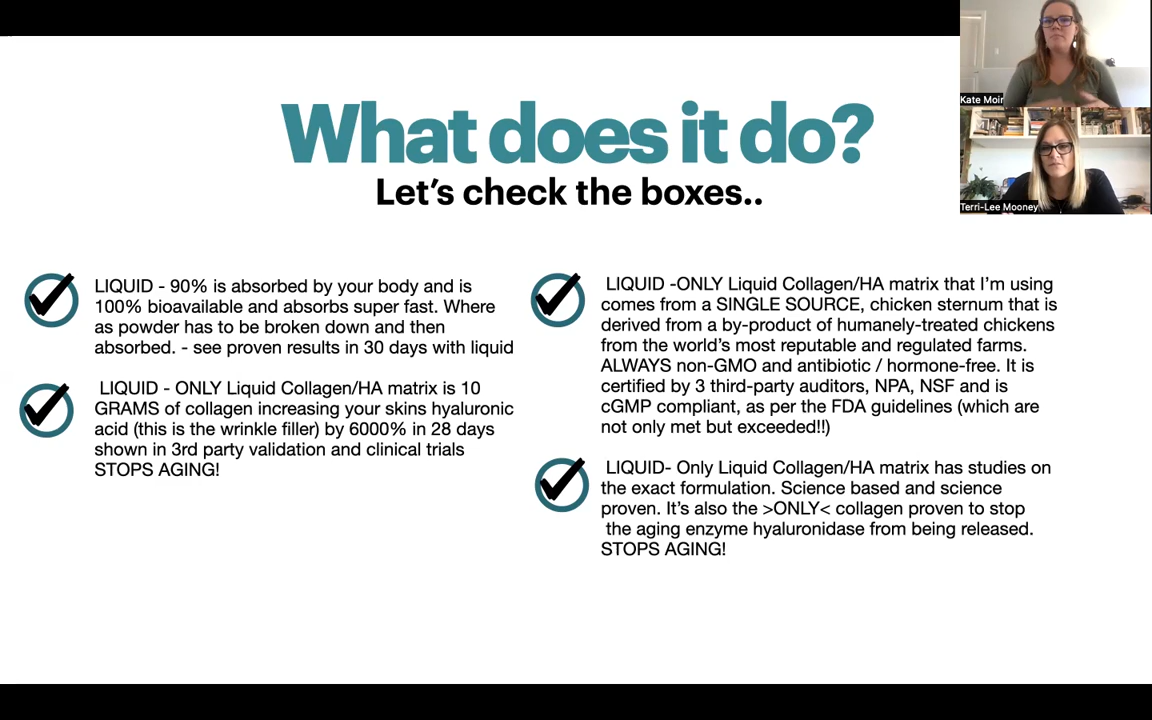 What does it do?
Let's check the boxes..
LIQUID - 90% is absorbed by your body and is
100% bioavailable and absorbs super fast. Where
as powder has to be broken down and then
absorbed. - see proven results in 30 days with liquid
LIQUID - ONLY Liquid Collagen/HA matrix is 10
GRAMS of collagen increasing your skins hyaluronic
acid (this is the wrinkle filler) by 6000% in 28 days
shown in 3rd party validation and clinical trials
STOPS AGING!
LIQUID -ONLY Liquid Collagen/HA matrix that I'm using
comes from a SINGLE SOURCE, chicken sternum that is
derived from a by-product of humanely-treated chickens
from the world's most reputable and regulated farms.
ALWAYS non-GMO and antibiotic / hormone-free. It is
certified by 3 third-party auditors, NPA, NSF and is
cGMP compliant, as per the FDA guidelines (which are
not only met but exceeded!!)
LIQUID- Only Liquid Collagen/HA matrix has studies on
the exact formulation. Science based and science
proven. It's also the >ONLY< collagen proven to stop
the aging enzyme hyaluronidase from being released.
STOPS AGING!
Kate Moir
Terri-Lee Mooney